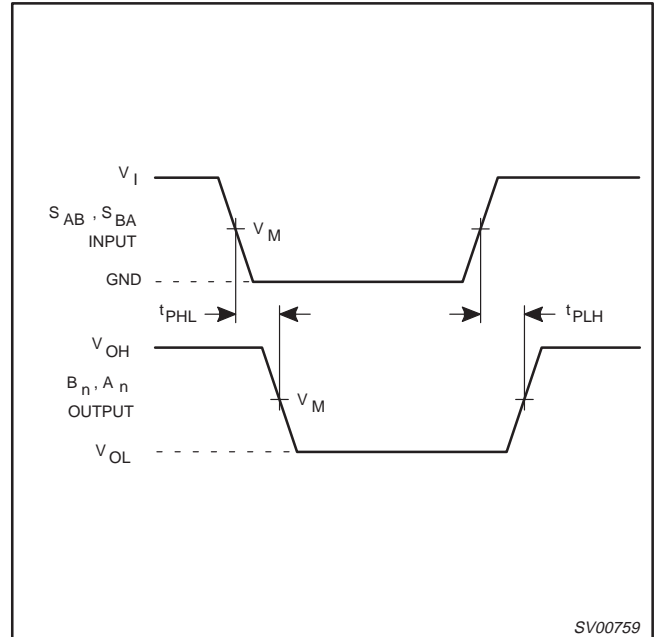 V I
S AB , S BA
INPUT
V M
GND
t PHL
t PLH
V OH
B n , A n
OUTPUT
V M
V OL
SV00759